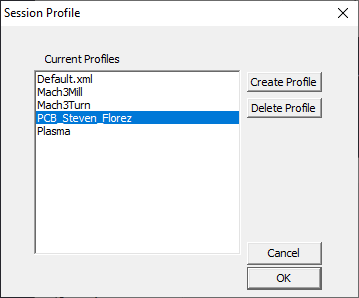 Session Profile
Current Profiles
Default.xml
Mach3Mill
Mach3Turn
PCB_Steven_Florez
Plasma
Create Profile
Delete Profile
Cancel
OK